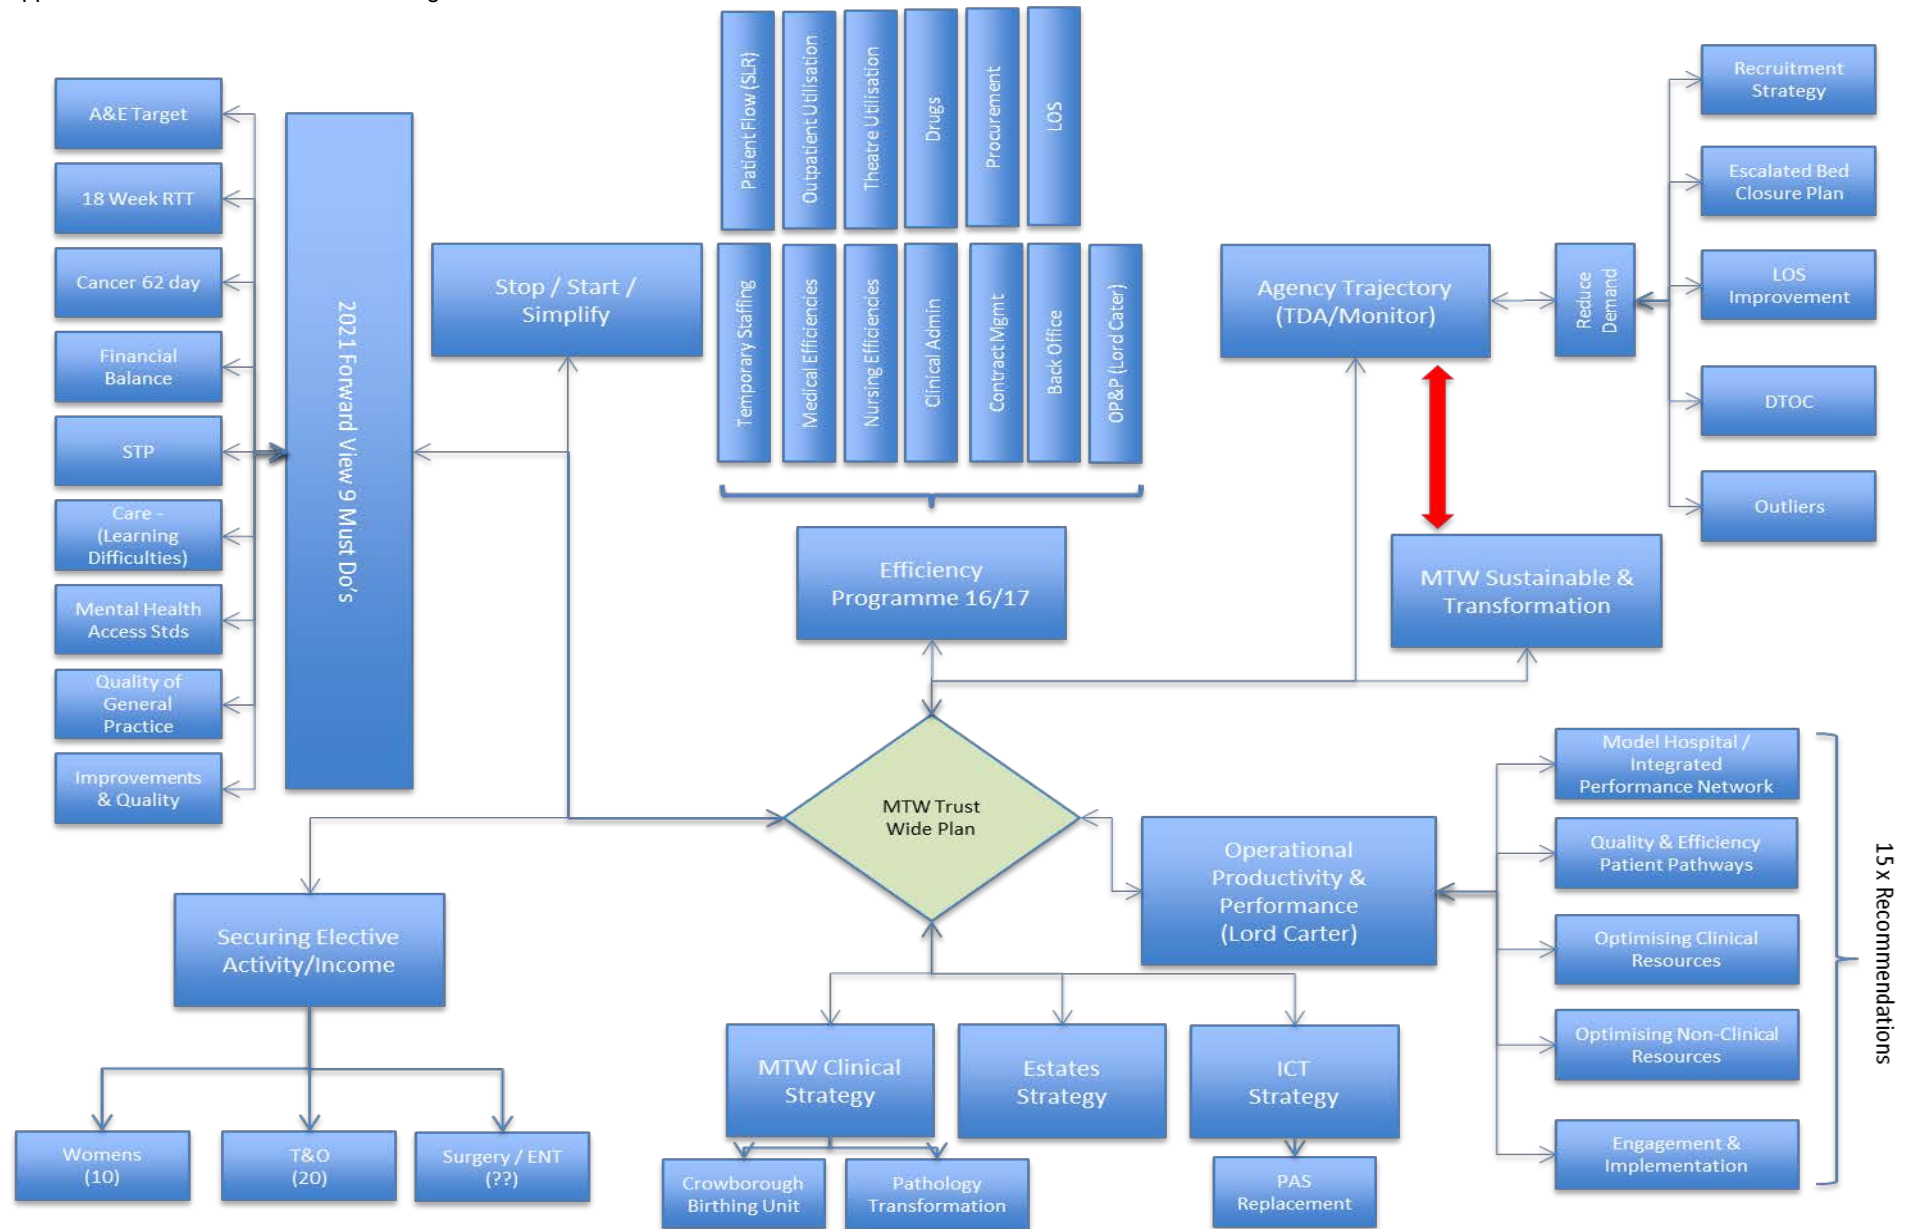 A&E Target
18 Week RTT
Cancer 62 day
Financial
Balance
STP
Care -
(Learning
Difficulties)
Mental Health
Access Stds
Quality of
General
Practice
Improvements
& Quality
2021 Forward View 9 Must Do's
Stop / Start /
Simplify
Patient Flow (SLR)
Outpatient Utilisation
Theatre Utilisation
Drugs
Procurement
LOS
Temporary Staffing
Medical Efficiencies
Nursing Efficiencies
Clinical Admin
Contract Mgmt
Back Office
OP&P (Lord Cater)
Efficiency
Programme 16/17
Agency Trajectory
(TDA/Monitor)
Reduce
Demand
Recruitment
Strategy
Escalated Bed
Closure Plan
LOS
Improvement
DTOC
Outliers
MTW Sustainable &
Transformation
MTW Trust
Wide Plan
Operational
Productivity &
Performance
(Lord Carter)
Model Hospital /
Integrated
Performance Network
Quality & Efficiency
Patient Pathways
Optimising Clinical
Resources
Optimising Non-Clinical
Resources
Engagement &
Implementation
15 x Recommendations
Securing Elective
Activity/Income
Womens
(10)
T&O
(20)
Surgery / ENT
(??)
MTW Clinical
Strategy
Estates
Strategy
ICT
Strategy
Crowborough
Birthing Unit
Pathology
Transformation
PAS
Replacement